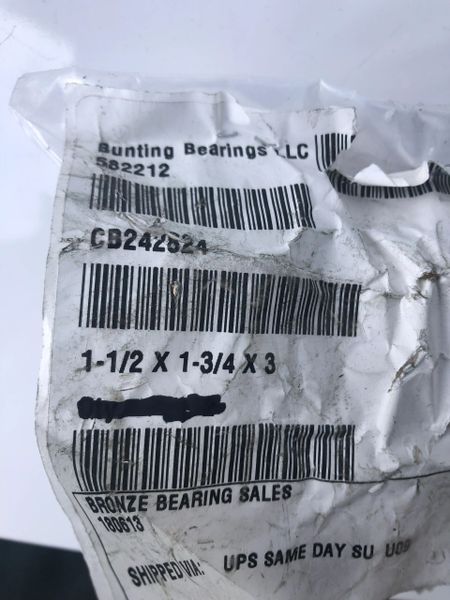 Bunting Bearings LLC
582212
CB242824
1-1/2 X 1-3/4 X 3
BRONZE BEARING SALES
180613
SHIPPED VIA: UPS SAME DAY SU